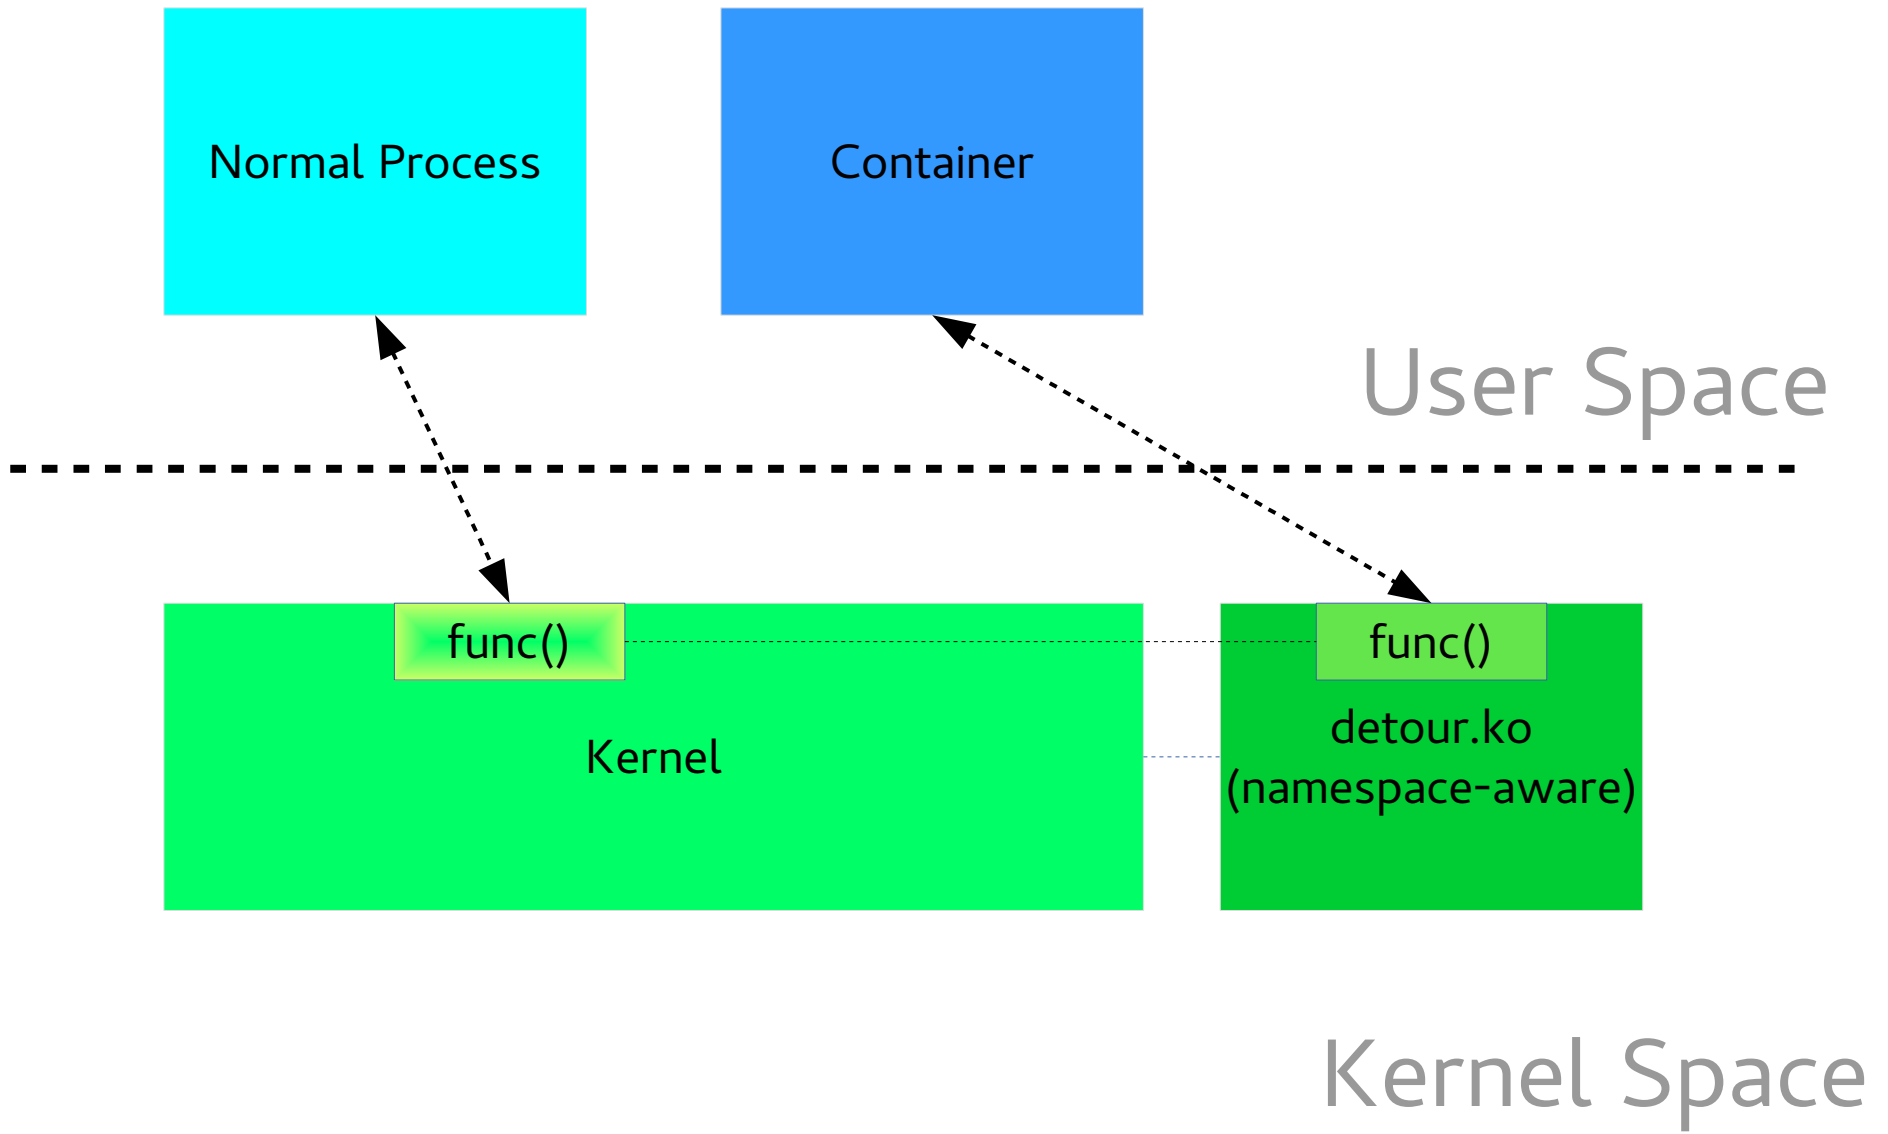 Normal Process
Container
User Space
func()
func()
Kernel
detour.ko
(namespace-aware)
Kernel Space